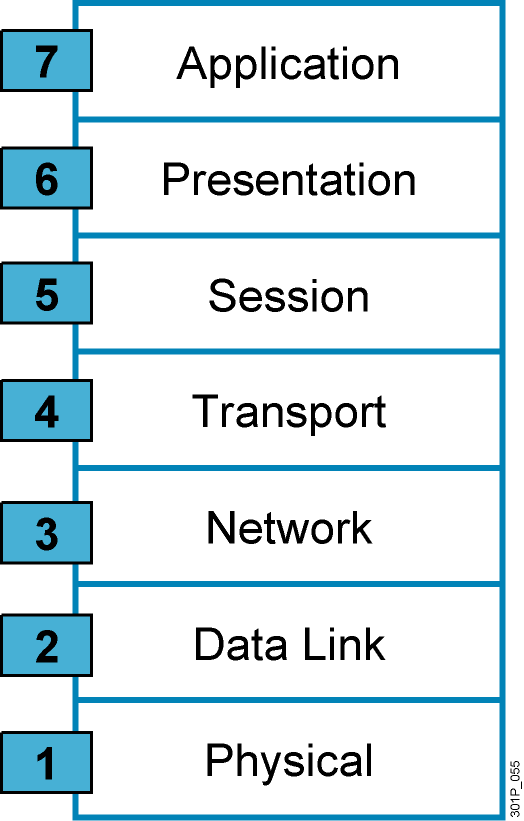 7 Application
6 Presentation
5 Session
4 Transport
3 Network
2 Data Link
1 Physical
301P_055